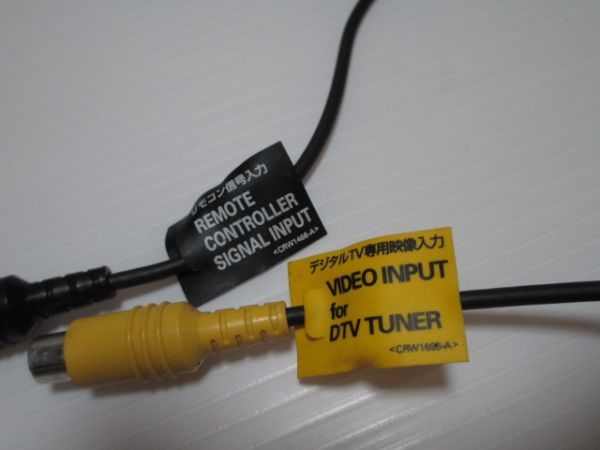 リモコン信号入力
REMOTE
CONTROLLER
SIGNAL INPUT
<CRW1466-A>
デジタルTV専用映像入力
VIDEO INPUT
for
DTV TUNER
<CRW1698-A>